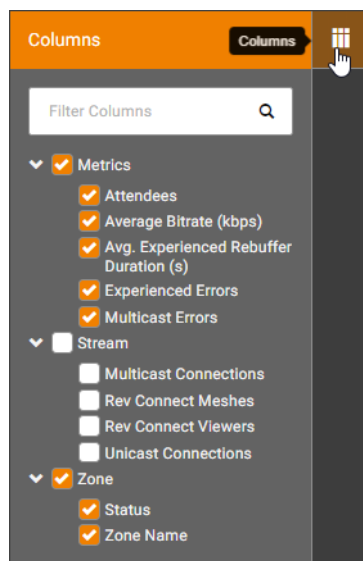 Columns
Columns
Filter Columns
Metrics
Attendees
Average Bitrate (kbps)
Avg. Experienced Rebuffer
Duration (s)
Experienced Errors
Multicast Errors
Stream
Multicast Connections
Rev Connect Meshes
Rev Connect Viewers
Unicast Connections
Zone
Status
Zone Name